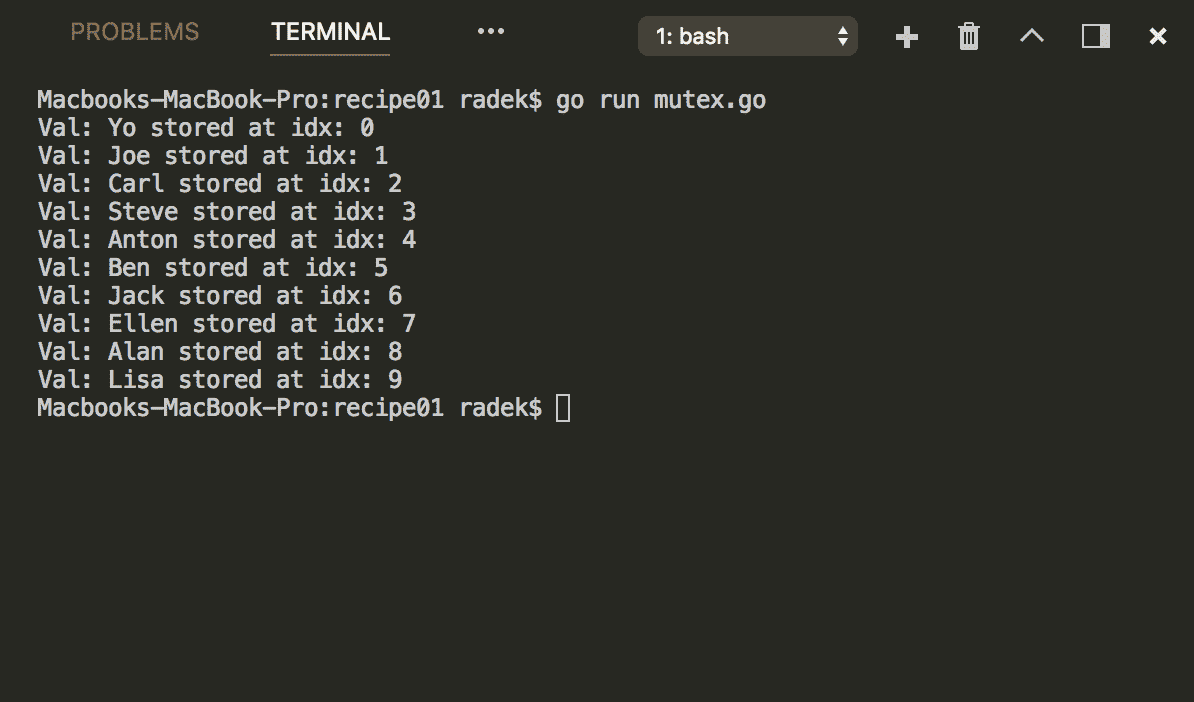 PROBLEMS TERMINAL ••• 1: bash
Macbooks-MacBook-Pro:recipe01 radek$ go run mutex.go
Val: Yo stored at idx: 0
Val: Joe stored at idx: 1
Val: Carl stored at idx: 2
Val: Steve stored at idx: 3
Val: Anton stored at idx: 4
Val: Ben stored at idx: 5
Val: Jack stored at idx: 6
Val: Ellen stored at idx: 7
Val: Alan stored at idx: 8
Val: Lisa stored at idx: 9
Macbooks-MacBook-Pro:recipe01 radek$